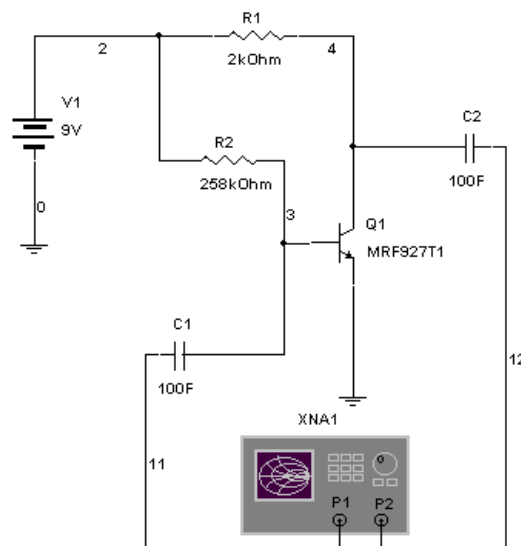 R1
2
4
2kOhm
V1
C2
9V
R2
258kOhm
100F
0
3
Q1
MRF927T1
C1
12
100F
XNA1
11
P1 P2